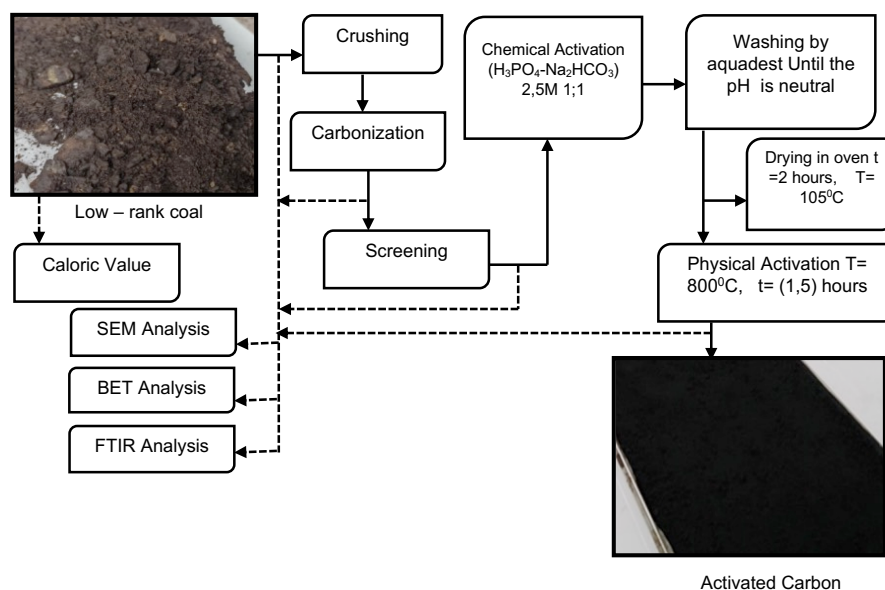 Crushing
Carbonization
Screening
Chemical Activation
(H₃PO₄-Na₂HCO₃)
2,5M 1;1
Washing by
aquadest Until the
pH is neutral
Drying in oven t
=2 hours, T=
105⁰C
Physical Activation T=
800⁰C, t= (1,5) hours
Low – rank coal
Caloric Value
SEM Analysis
BET Analysis
FTIR Analysis
Activated Carbon